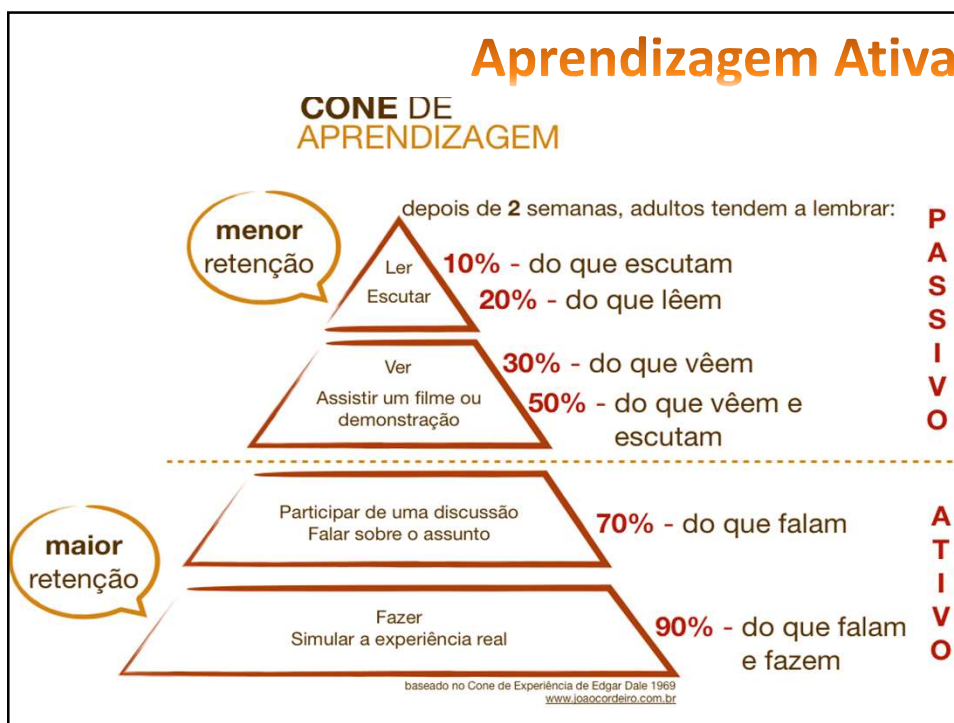 Aprendizagem Ativa
CONE DE
APRENDIZAGEM
depois de 2 semanas, adultos tendem a lembrar:
menor
retenção
Ler
Escutar
10% - do que escutam
20% - do que lêem
Ver
Assistir um filme ou
demonstração
30% - do que vêem
50% - do que vêem e
escutam
PASSIVO
Participar de uma discussão
Falar sobre o assunto
70% - do que falam
maior
retenção
Fazer
Simular a experiência real
90% - do que falam
e fazem
ATIVO
baseado no Cone de Experiência de Edgar Dale 1969
www.joaocordeiro.com.br